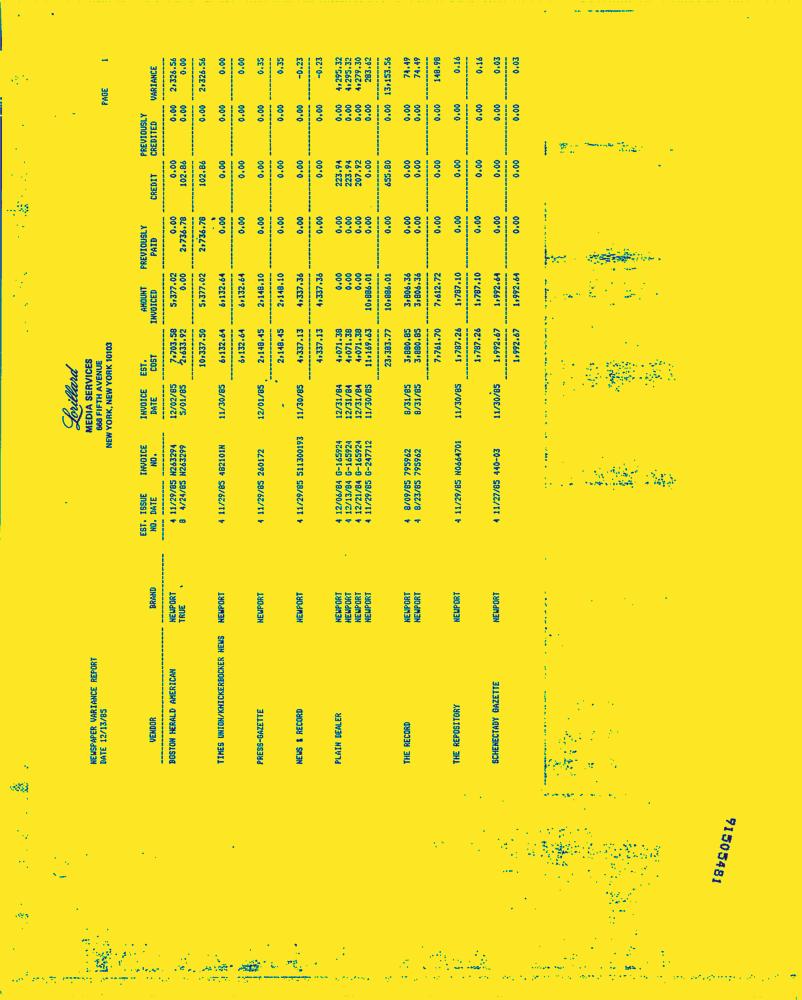 Lorillard
MEDIA SERVICES
666 FIFTH AVENUE
NEW YORK, NEW YORK 10103
NEWSPAPER VARIANCE REPORT PAGE 1
DATE 12/13/85
EST. ISSUE INVOICE INVOICE EST. AMOUNT PREVIOUSLY PREVIOUSLY
VENDOR BRAND NO. DATE NO. DATE COST INVOICED PAID CREDIT CREDITED VARIANCE
BOSTON HERALD AMERICAN NEWPORT 4 11/29/85 N263294 12/02/85 7,703.58 5,377.02 0.00 0.00 0.00 2,326.56
TRUE 8 4/24/85 N263299 5/01/85 2,633.92 0.00 2,736.78 102.86 0.00 0.00
10,337.50 5,377.02 2,736.78 102.86 0.00 2,326.56
TIMES UNION/KNICKERBOCKER NEWS NEWPORT 4 11/29/85 482101N 11/30/85 6,132.64 6,132.64 0.00 0.00 0.00 0.00
6,132.64 6,132.64 0.00 0.00 0.00 0.00
PRESS-GAZETTE NEWPORT 4 11/29/85 260172 12/01/85 2,148.45 2,148.10 0.00 0.00 0.00 0.35
2,148.45 2,148.10 0.00 0.00 0.00 0.35
NEWS & RECORD NEWPORT 4 11/29/85 511300193 11/30/85 4,337.13 4,337.36 0.00 0.00 0.00 -0.23
4,337.13 4,337.36 0.00 0.00 0.00 -0.23
PLAIN DEALER NEWPORT 4 12/06/84 G-165924 12/31/84 4,071.38 0.00 0.00 223.94 0.00 4,295.32
NEWPORT 4 12/13/84 G-165924 12/31/84 4,071.38 0.00 0.00 223.94 0.00 4,295.32
NEWPORT 4 12/21/84 G-165924 12/31/84 4,071.38 0.00 0.00 207.92 0.00 4,279.30
NEWPORT 4 11/29/85 G-247712 11/30/85 11,169.63 10,886.01 0.00 0.00 0.00 283.62
23,383.77 10,886.01 0.00 655.80 0.00 13,153.56
THE RECORD NEWPORT 4 8/09/85 795962 8/31/85 3,880.85 3,806.36 0.00 0.00 0.00 74.49
NEWPORT 4 8/23/85 795962 8/31/85 3,880.85 3,806.36 0.00 0.00 0.00 74.49
7,761.70 7,612.72 0.00 0.00 0.00 148.98
THE REPOSITORY NEWPORT 4 11/29/85 N0664701 11/30/85 1,787.26 1,787.10 0.00 0.00 0.00 0.16
1,787.26 1,787.10 0.00 0.00 0.00 0.16
SCHENECTADY GAZETTE NEWPORT 4 11/27/85 440-03 11/30/85 1,992.67 1,992.64 0.00 0.00 0.00 0.03
1,992.67 1,992.64 0.00 0.00 0.00 0.03
91505481